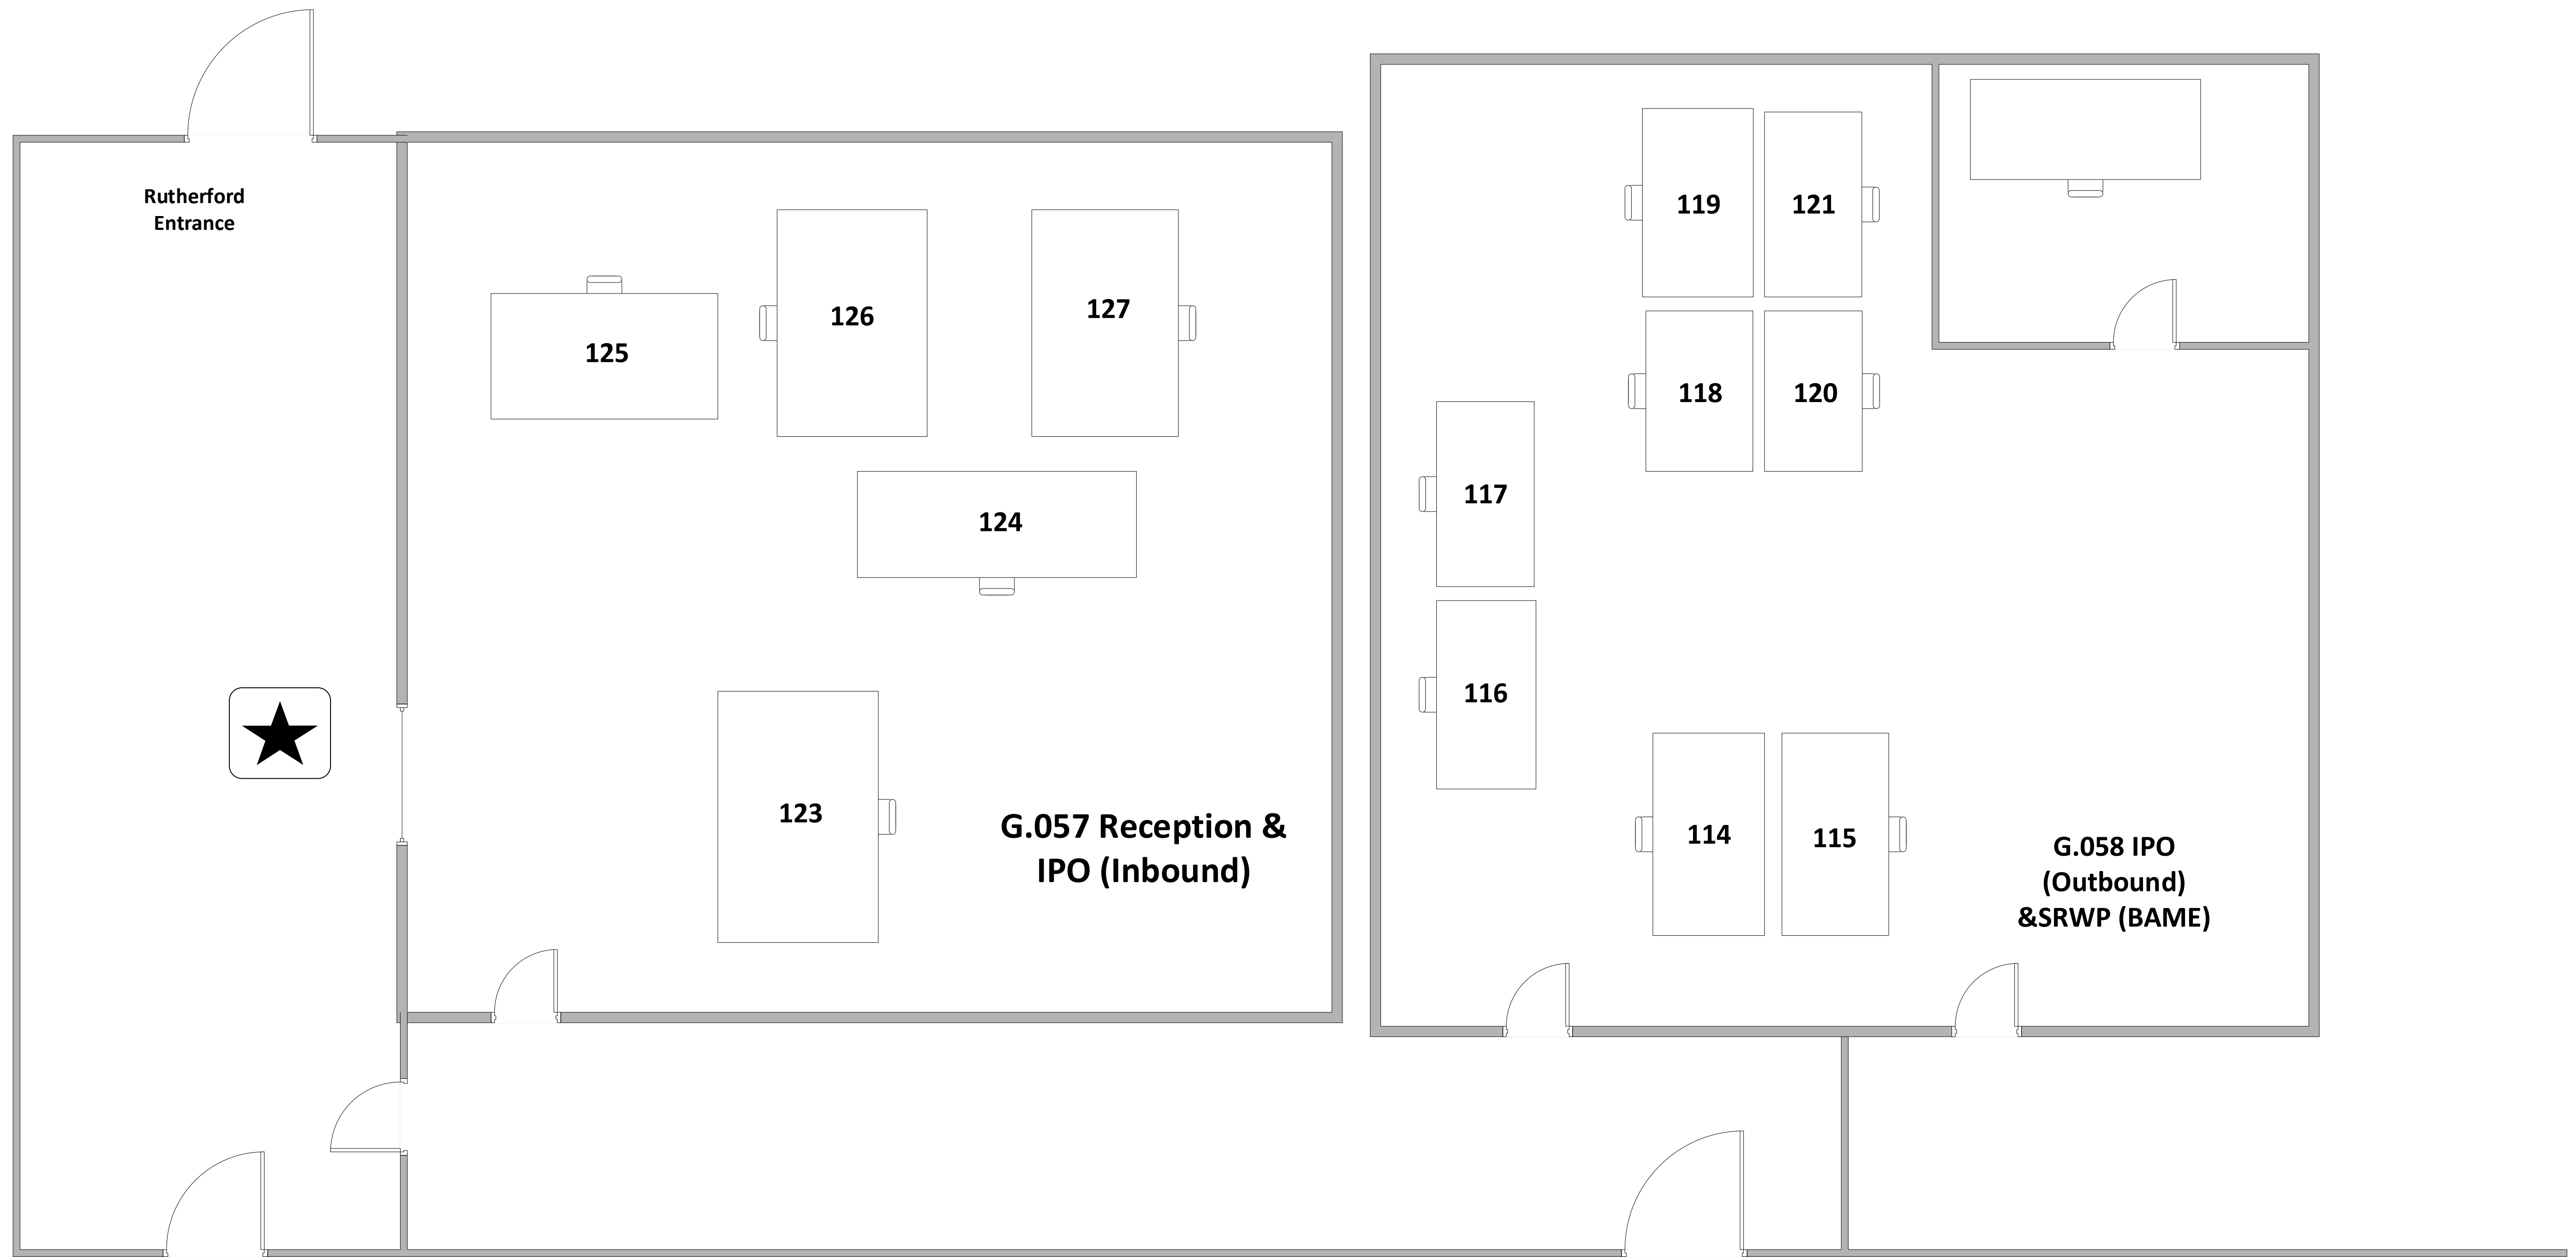 Rutherford
Entrance
125
126
127
124
123
G.057 Reception &
IPO (Inbound)
119
121
118
120
117
116
114
115
G.058 IPO
(Outbound)
&SRWP (BAME)